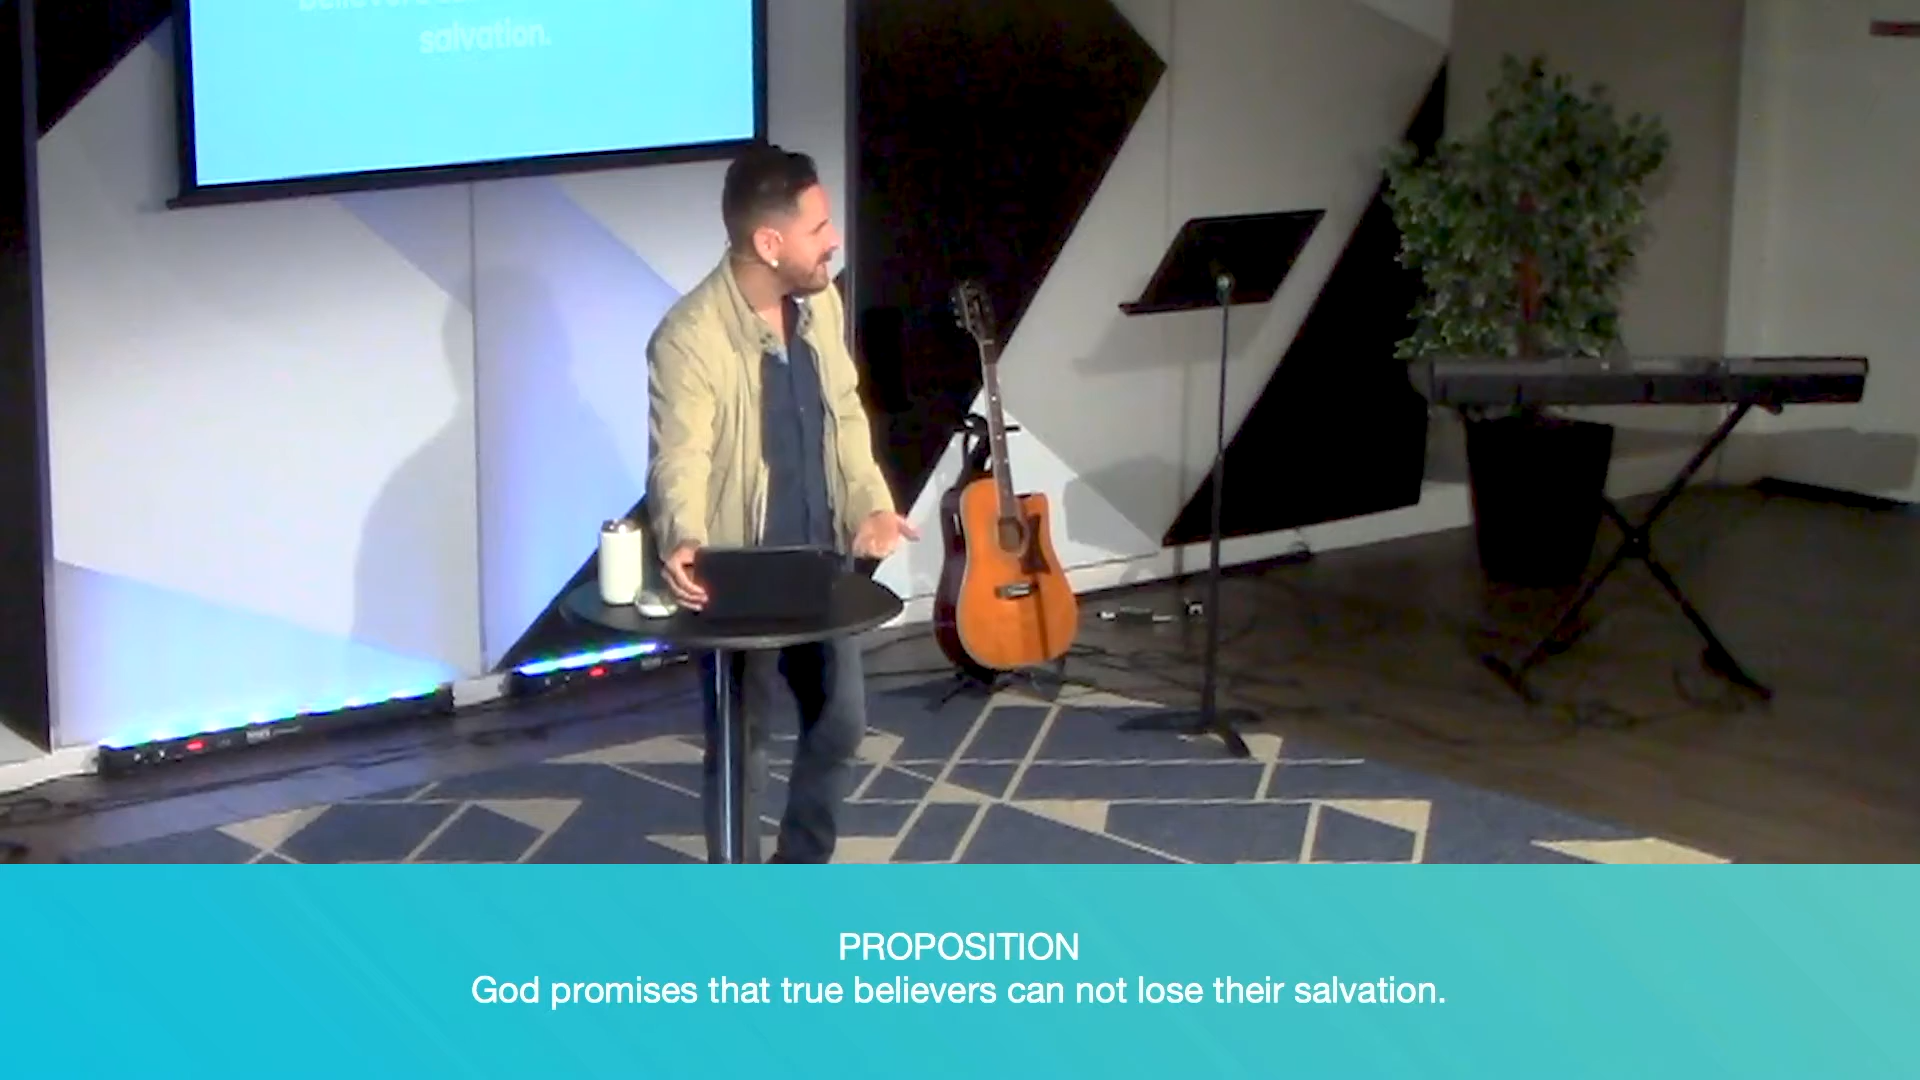 salvation.
PROPOSITION
God promises that true believers can not lose their salvation.